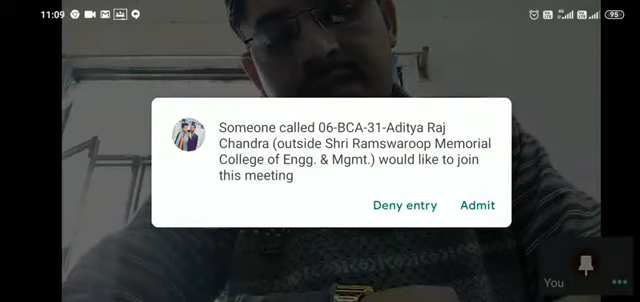 11:09
95
Someone called 06-BCA-31-Aditya Raj
Chandra (outside Shri Ramswaroop Memorial
College of Engg. & Mgmt.) would like to join
this meeting
Deny entry Admit
You